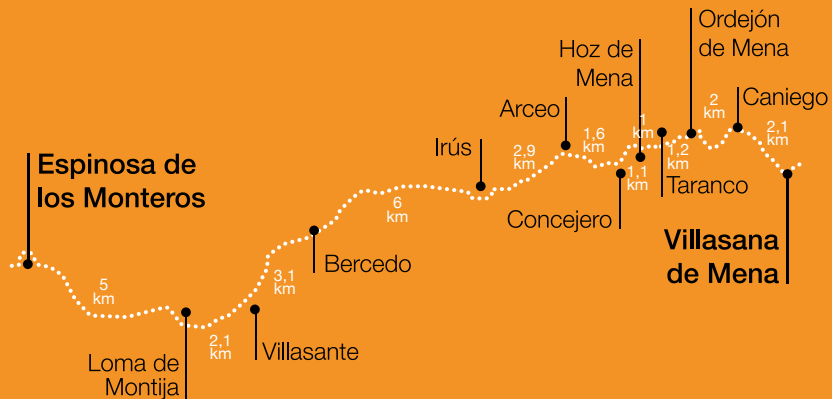 Espinosa de
los Monteros
5
km
Loma de
Montija
2,1
km
Villasante
3,1
km
Bercedo
6
km
Irús
2,9
km
Arceo
1,6
km
Concejero
1,1
km
Hoz de
Mena
1
km
Taranco
1,2
km
Ordejón
de Mena
2
km
Caniego
2,1
km
Villasana
de Mena